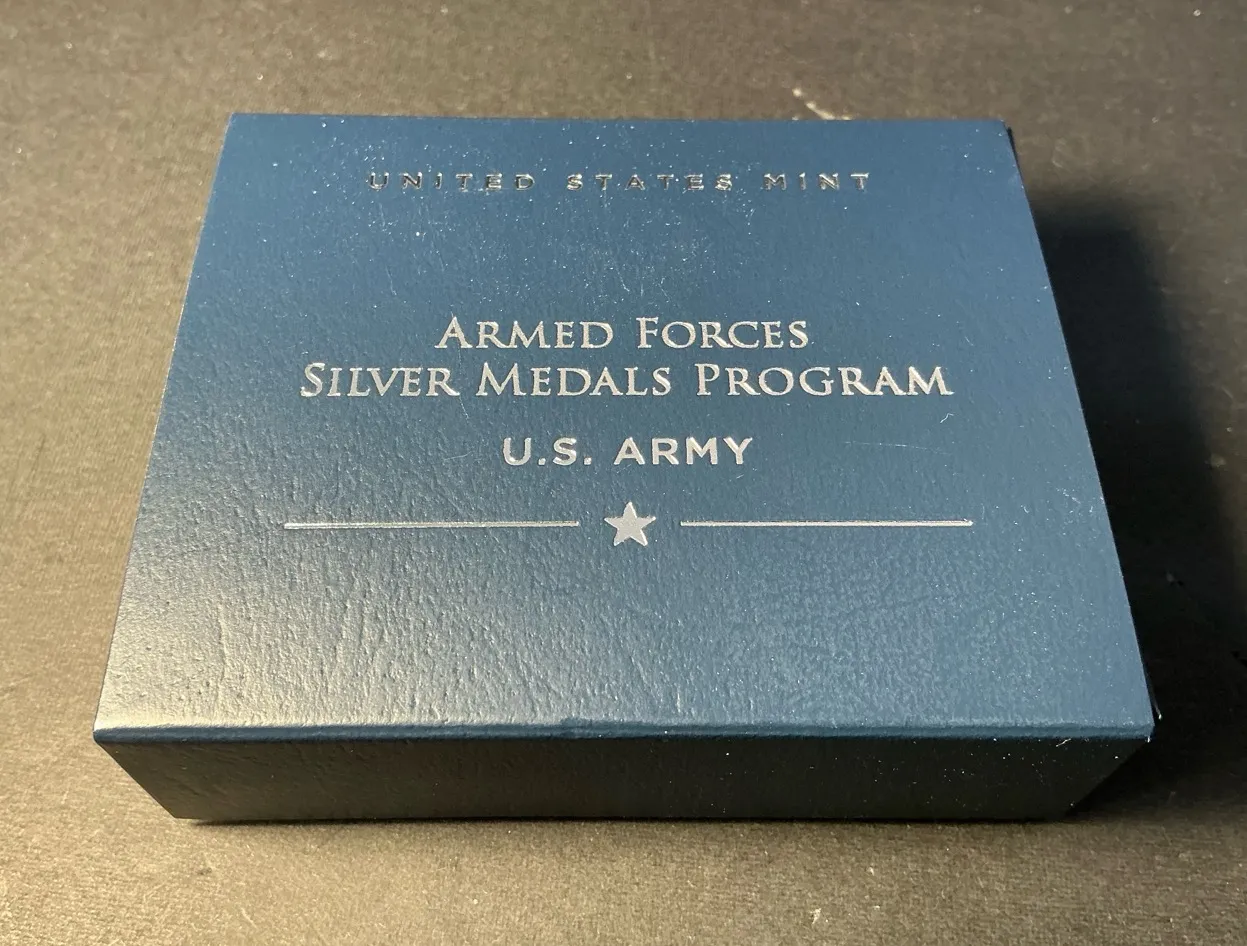 UNITED STATES MINT
ARMED FORCES
SILVER MEDALS PROGRAM
U.S. ARMY